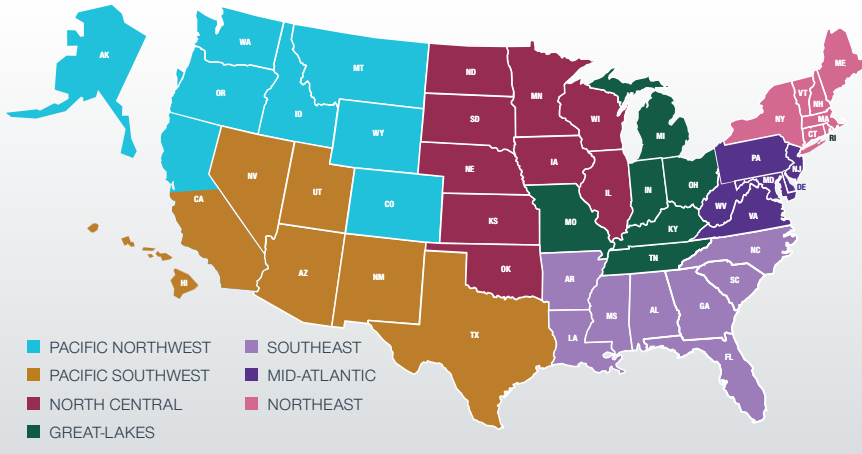 AK
WA
MT
ND
MN
ME
VT
NH
OR
ID
SD
WI
NY
MA
CT
RI
MI
WY
NV
UT
CO
NE
IA
PA
NJ
IL
IN
OH
MD
DE
WV
VA
CA
KS
MO
KY
NC
TN
HI
AZ
NM
OK
AR
SC
MS
AL
GA
TX
LA
FL
PACIFIC NORTHWEST
PACIFIC SOUTHWEST
NORTH CENTRAL
GREAT-LAKES
SOUTHEAST
MID-ATLANTIC
NORTHEAST